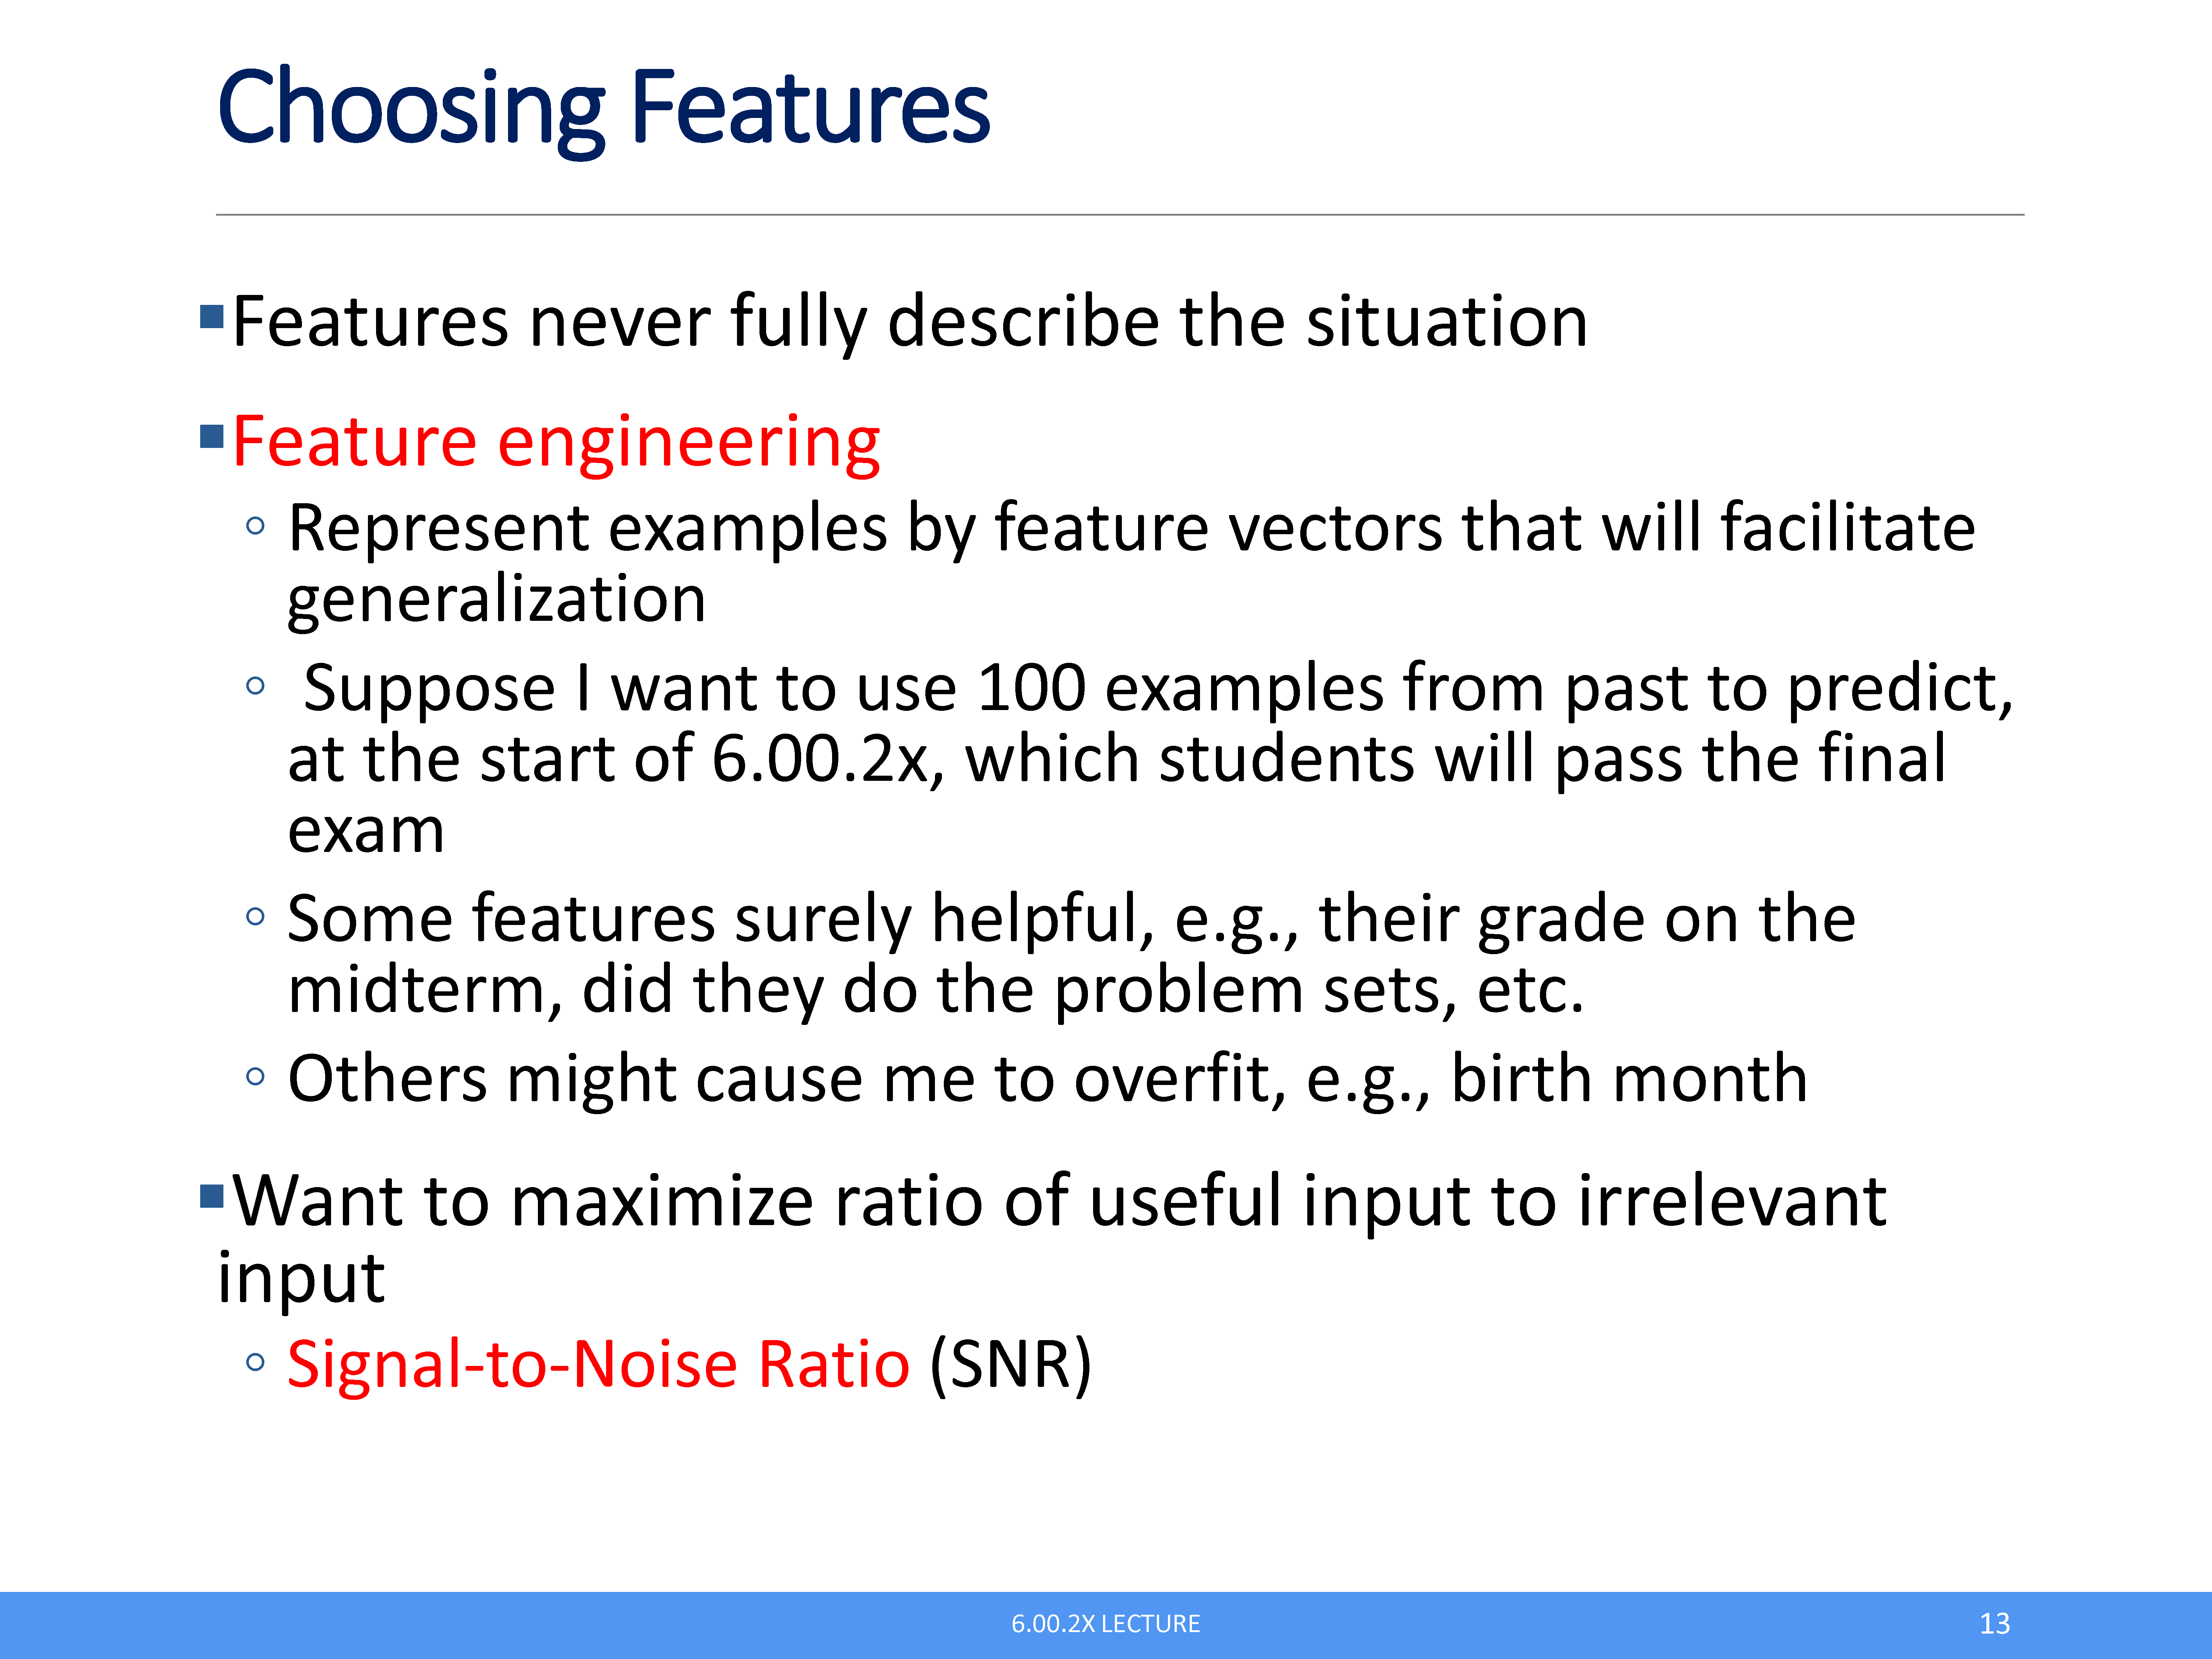 Choosing Features
▪Features never fully describe the situation
▪Feature engineering
◦ Represent examples by feature vectors that will facilitate
generalization
◦ Suppose I want to use 100 examples from past to predict,
at the start of 6.00.2x, which students will pass the final
exam
◦ Some features surely helpful, e.g., their grade on the
midterm, did they do the problem sets, etc.
◦ Others might cause me to overfit, e.g., birth month
▪Want to maximize ratio of useful input to irrelevant
input
◦ Signal-to-Noise Ratio (SNR)
6.00.2X LECTURE
13